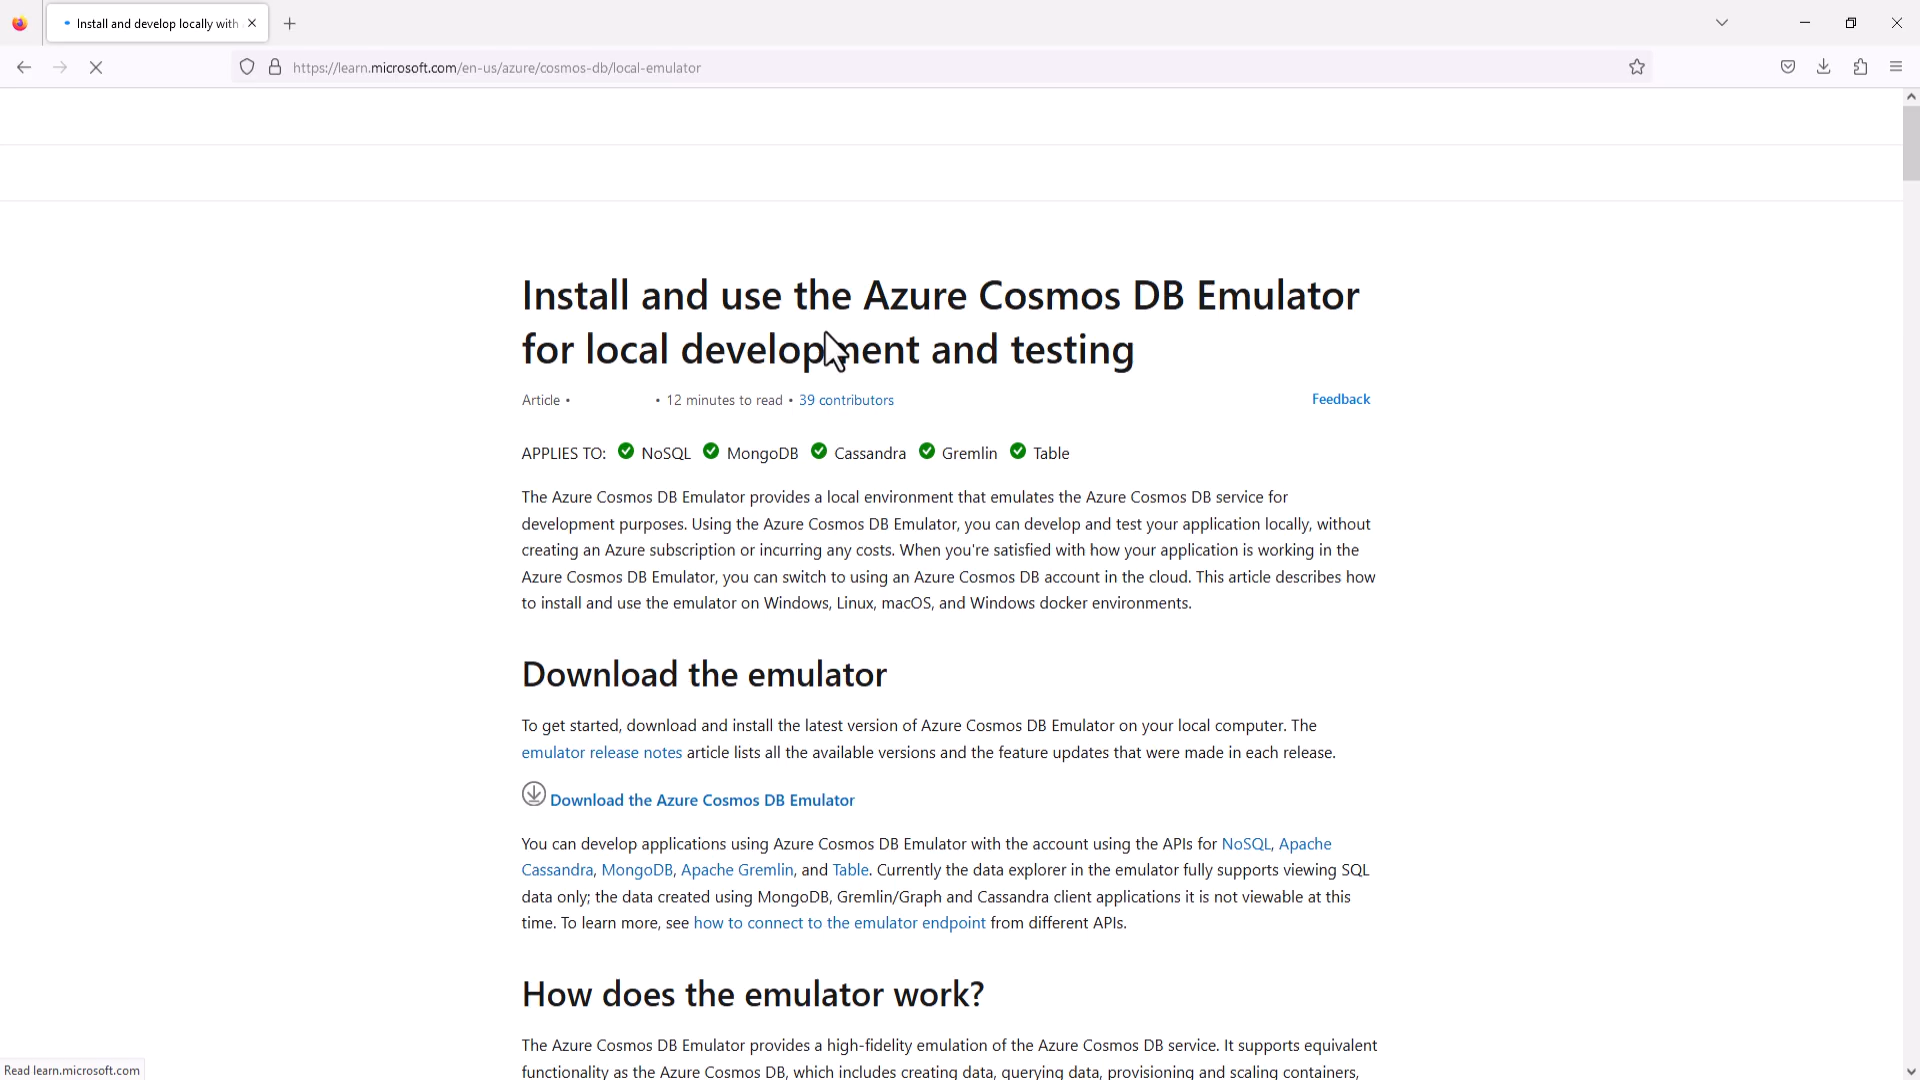 Install and develop locally with
https://learn.microsoft.com/en-us/azure/cosmos-db/local-emulator
Install and use the Azure Cosmos DB Emulator
for local development and testing
Article • • 12 minutes to read • 39 contributors
Feedback
APPLIES TO: NoSQL MongoDB Cassandra Gremlin Table
The Azure Cosmos DB Emulator provides a local environment that emulates the Azure Cosmos DB service for
development purposes. Using the Azure Cosmos DB Emulator, you can develop and test your application locally, without
creating an Azure subscription or incurring any costs. When you're satisfied with how your application is working in the
Azure Cosmos DB Emulator, you can switch to using an Azure Cosmos DB account in the cloud. This article describes how
to install and use the emulator on Windows, Linux, macOS, and Windows docker environments.
Download the emulator
To get started, download and install the latest version of Azure Cosmos DB Emulator on your local computer. The
emulator release notes article lists all the available versions and the feature updates that were made in each release.
Download the Azure Cosmos DB Emulator
You can develop applications using Azure Cosmos DB Emulator with the account using the APIs for NoSQL, Apache
Cassandra, MongoDB, Apache Gremlin, and Table. Currently the data explorer in the emulator fully supports viewing SQL
data only; the data created using MongoDB, Gremlin/Graph and Cassandra client applications it is not viewable at this
time. To learn more, see how to connect to the emulator endpoint from different APIs.
How does the emulator work?
The Azure Cosmos DB Emulator provides a high-fidelity emulation of the Azure Cosmos DB service. It supports equivalent
functionality as the Azure Cosmos DB, which includes creating data, querying data, provisioning and scaling containers,
Read learn.microsoft.com